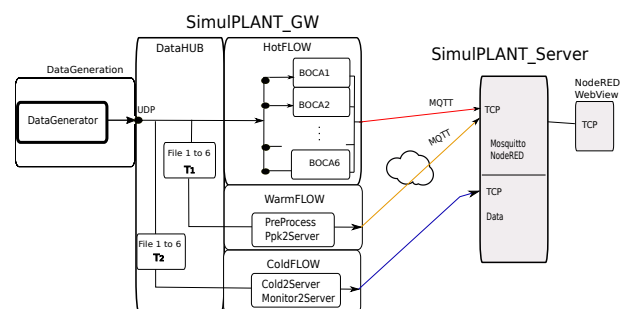 SimulPLANT_GW
DataHUB
HotFLOW
SimulPLANT_Server
DataGeneration
BOCA1
NodeRED
WebView
UDP
BOCA2
MQTT
TCP
DataGenerator
TCP
MQTT
Mosquitto
NodeRED
File 1 to 6
T1
BOCA6
TCP
WarmFLOW
Data
PreProcess
Ppk2Server
File 1 to 6
T2
ColdFLOW
Cold2Server
Monitor2Server